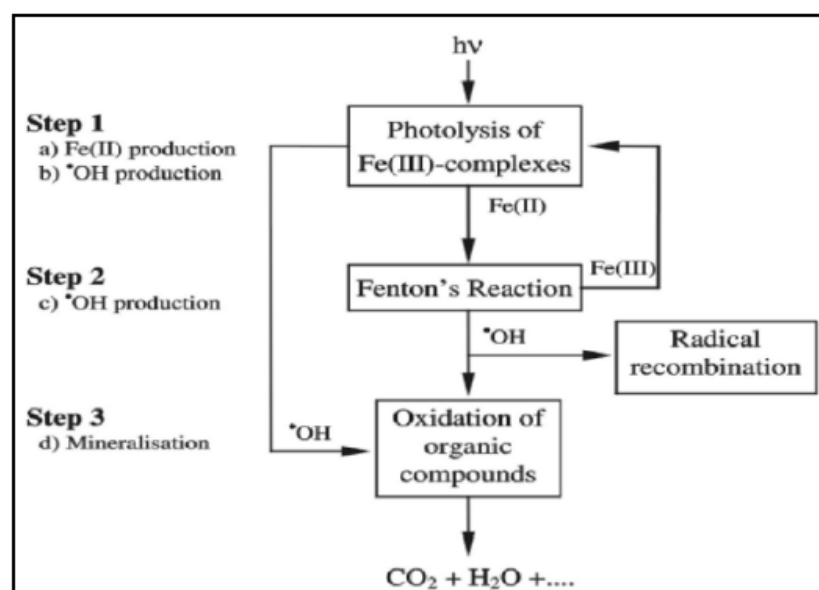 hν
Step 1
a) Fe(II) production
b) •OH production
Photolysis of
Fe(III)-complexes
Fe(II)
Step 2
c) •OH production
Fenton's Reaction
Fe(III)
•OH
Radical
recombination
Step 3
d) Mineralisation
•OH
Oxidation of
organic
compounds
CO₂ + H₂O +....